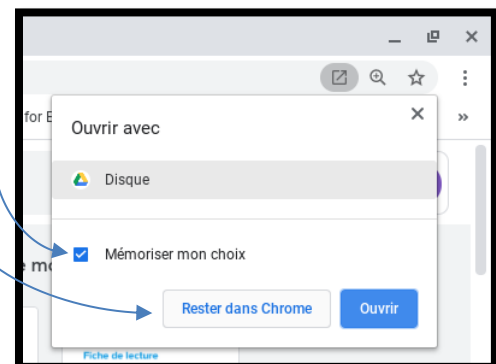 for E
Ouvrir avec
Disque
Mémoriser mon choix
Rester dans Chrome
Ouvrir
Fiche de lecture